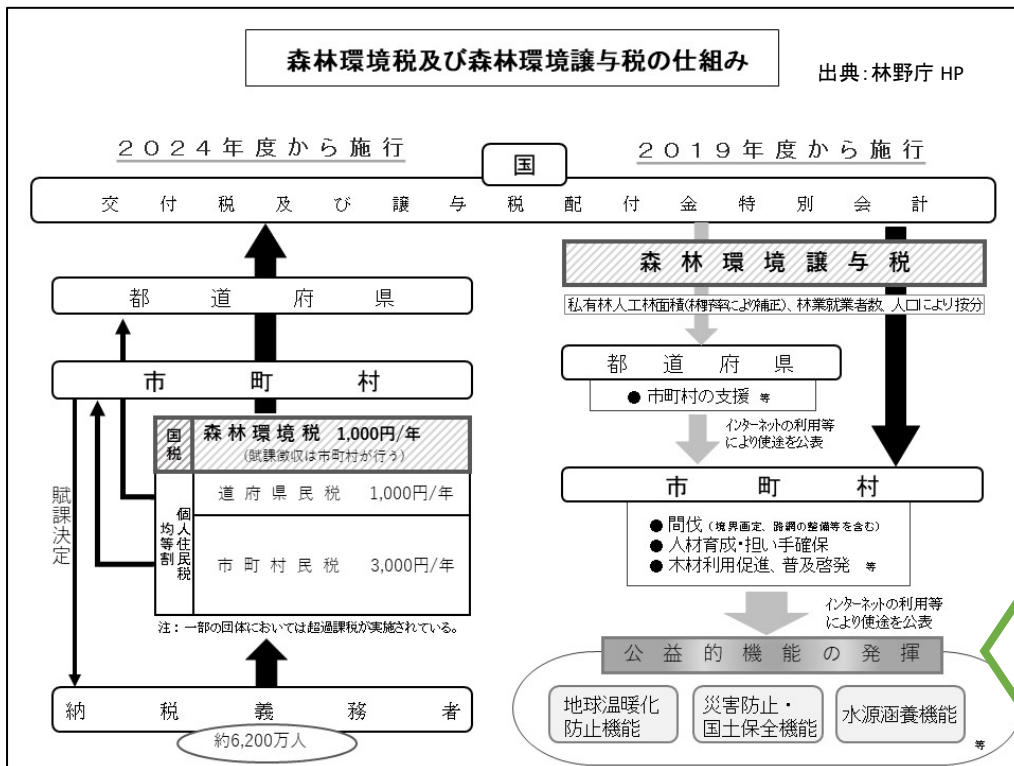 森林環境税及び森林環境譲与税の仕組み
出典：林野庁 HP
2024年度から施行
国
2019年度から施行
交付税及び譲与税配付金特別会計
森林環境譲与税
私有林人工林面積(林野率により補正)、林業就業者数、人口により按分
都道府県
都道府県
●市町村の支援 等
インターネットの利用等
により使途を公表
市町村
国税
森林環境税 1,000円/年
(賦課徴収は市町村が行う)
個人住民税
均等割
道府県民税 1,000円/年
市町村民税 3,000円/年
賦課決定
注：一部の団体においては超過課税が実施されている。
納税義務者
約6,200万人
市町村
●間伐（境界画定、路網の整備等を含む）
●人材育成・担い手確保
●木材利用促進、普及啓発 等
インターネットの利用等
により使途を公表
公益的機能の発揮
地球温暖化
防止機能
災害防止・
国土保全機能
水源涵養機能
等